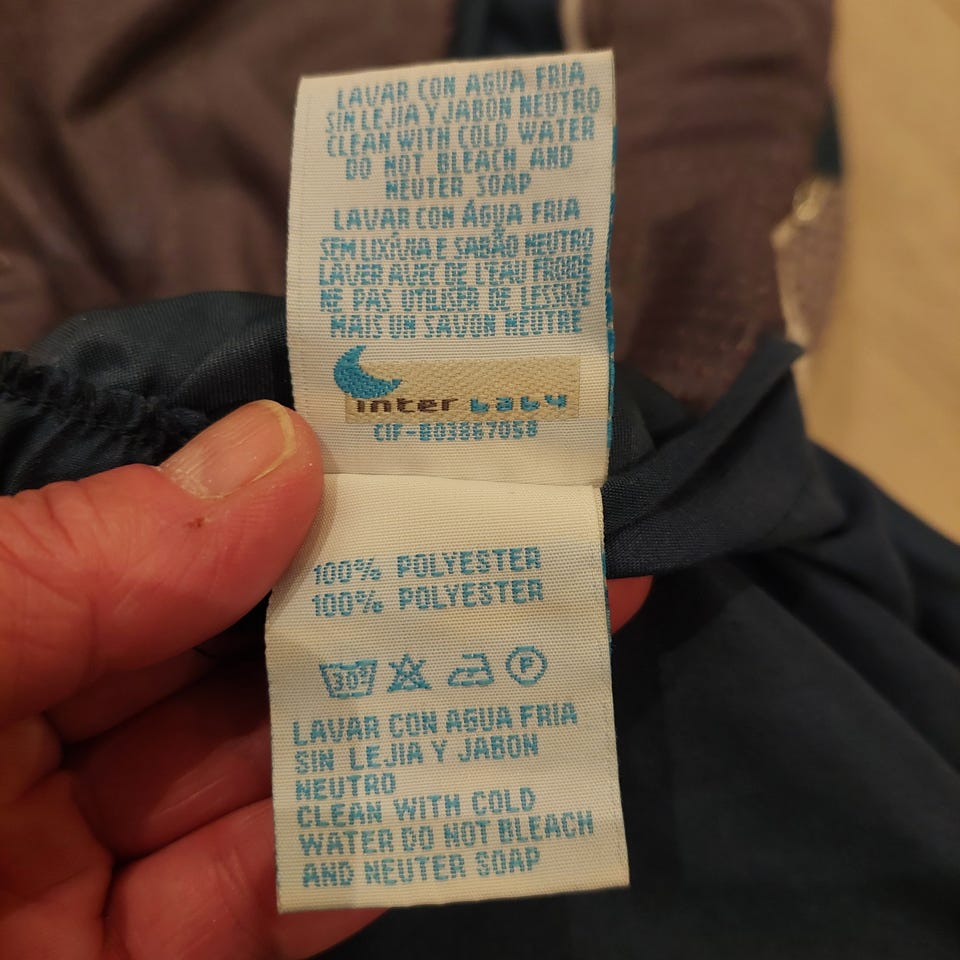 LAVAR CON AGUA FRIA
SIN LEJIA Y JABON NEUTRO
CLEAN WITH COLD WATER
DO NOT BLEACH AND
NEUTER SOAP
LAVAR CON ÁGUA FRIA
SEM LIXÍVIA E SABÃO NEUTRO
LAVER AVEC DE L'EAU FROIDE
NE PAS UTILISER DE LESSIVE
MAIS UN SAVON NEUTRE
inter baby
CIF-B03867058
100% POLYESTER
100% POLYESTER
30º P
LAVAR CON AGUA FRIA
SIN LEJIA Y JABON
NEUTRO
CLEAN WITH COLD
WATER DO NOT BLEACH
AND NEUTER SOAP